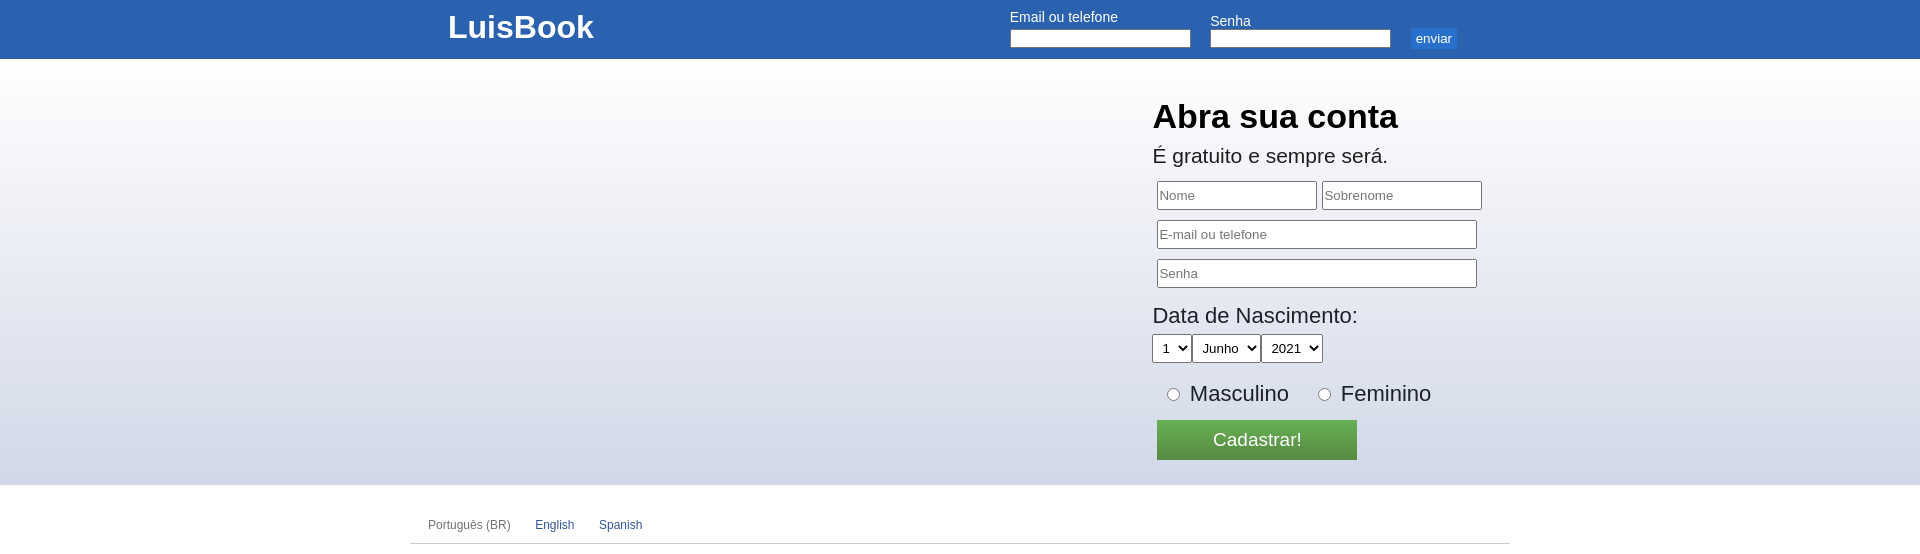 LuisBook
Email ou telefone
Senha
enviar
Abra sua conta
É gratuito e sempre será.
Nome Sobrenome
E-mail ou telefone
Senha
Data de Nascimento:
1 Junho 2021
Masculino Feminino
Cadastrar!
Português (BR) English Spanish